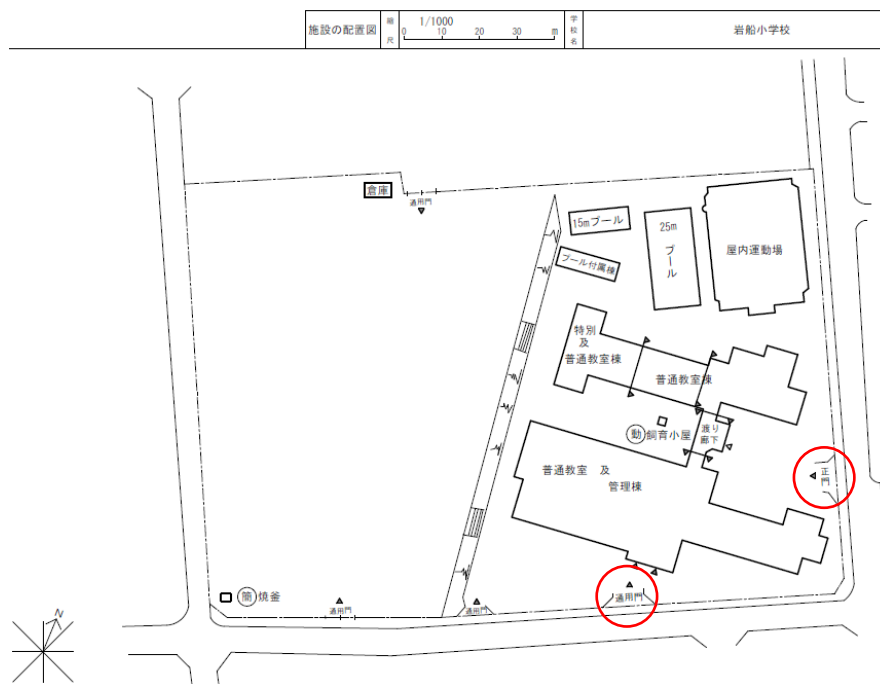 施設の配置図
縮尺
1/1000
0 10 20 30 m
学校名
岩船小学校
倉庫
通用門
15mプール
25mプール
屋内運動場
プール付属棟
特別及普通教室棟
普通教室棟
渡り廊下
動 飼育小屋
普通教室 及
管理棟
正門
簡 焼釜
通用門
通用門
通用門
N